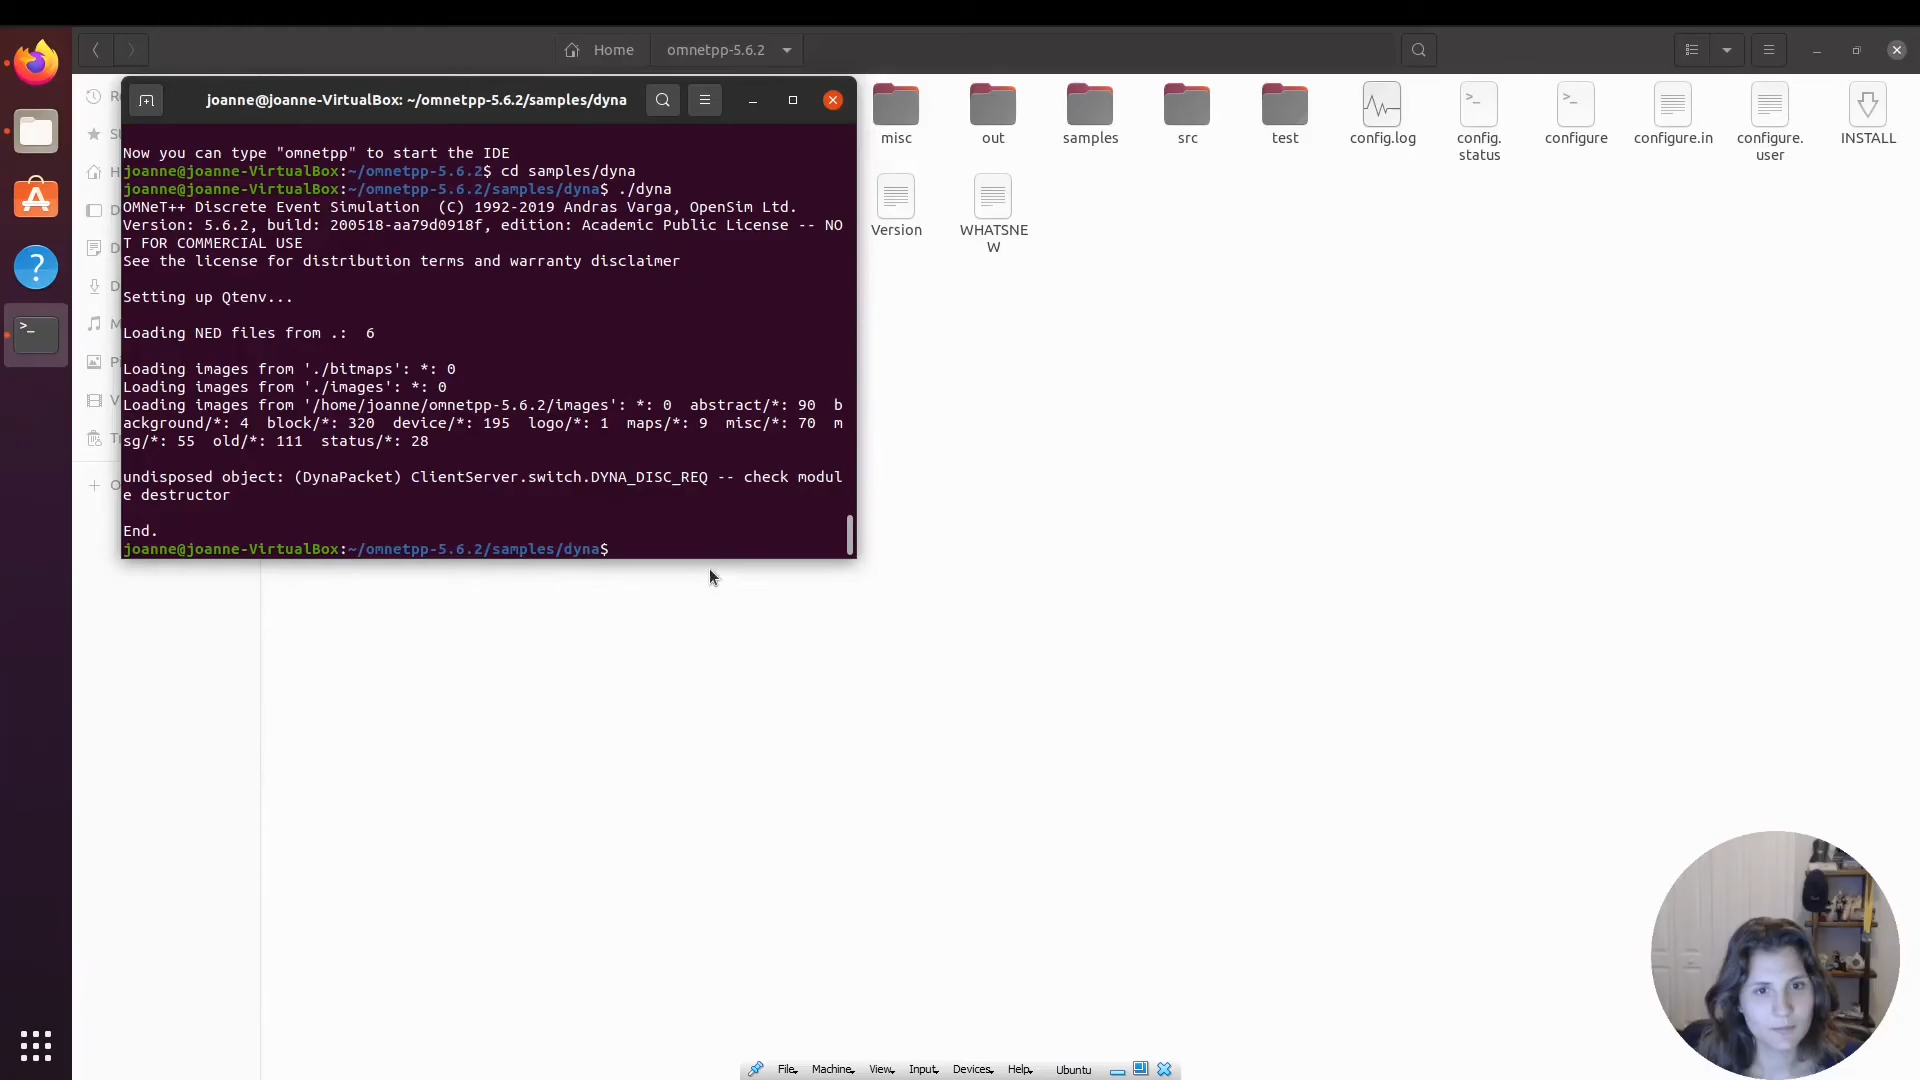 Home
omnetpp-5.6.2
joanne@joanne-VirtualBox: ~/omnetpp-5.6.2/samples/dyna
Now you can type "omnetpp" to start the IDE
joanne@joanne-VirtualBox:~/omnetpp-5.6.2$ cd samples/dyna
joanne@joanne-VirtualBox:~/omnetpp-5.6.2/samples/dyna$ ./dyna
OMNeT++ Discrete Event Simulation  (C) 1992-2019 Andras Varga, OpenSim Ltd.
Version: 5.6.2, build: 200518-aa79d0918f, edition: Academic Public License -- NO
T FOR COMMERCIAL USE
See the license for distribution terms and warranty disclaimer
Setting up Qtenv...
Loading NED files from .:  6
Loading images from './bitmaps': *: 0
Loading images from './images': *: 0
Loading images from '/home/joanne/omnetpp-5.6.2/images': *: 0  abstract/*: 90  b
ackground/*: 4  block/*: 320  device/*: 195  logo/*: 1  maps/*: 9  misc/*: 70  m
sg/*: 55  old/*: 111  status/*: 28
undisposed object: (DynaPacket) ClientServer.switch.DYNA_DISC_REQ -- check modul
e destructor
End.
joanne@joanne-VirtualBox:~/omnetpp-5.6.2/samples/dyna$
misc
out
samples
src
test
config.log
config.
status
configure
configure.in
configure.
user
INSTALL
Version
WHATSNE
W
File
Machine
View
Input
Devices
Help
Ubuntu